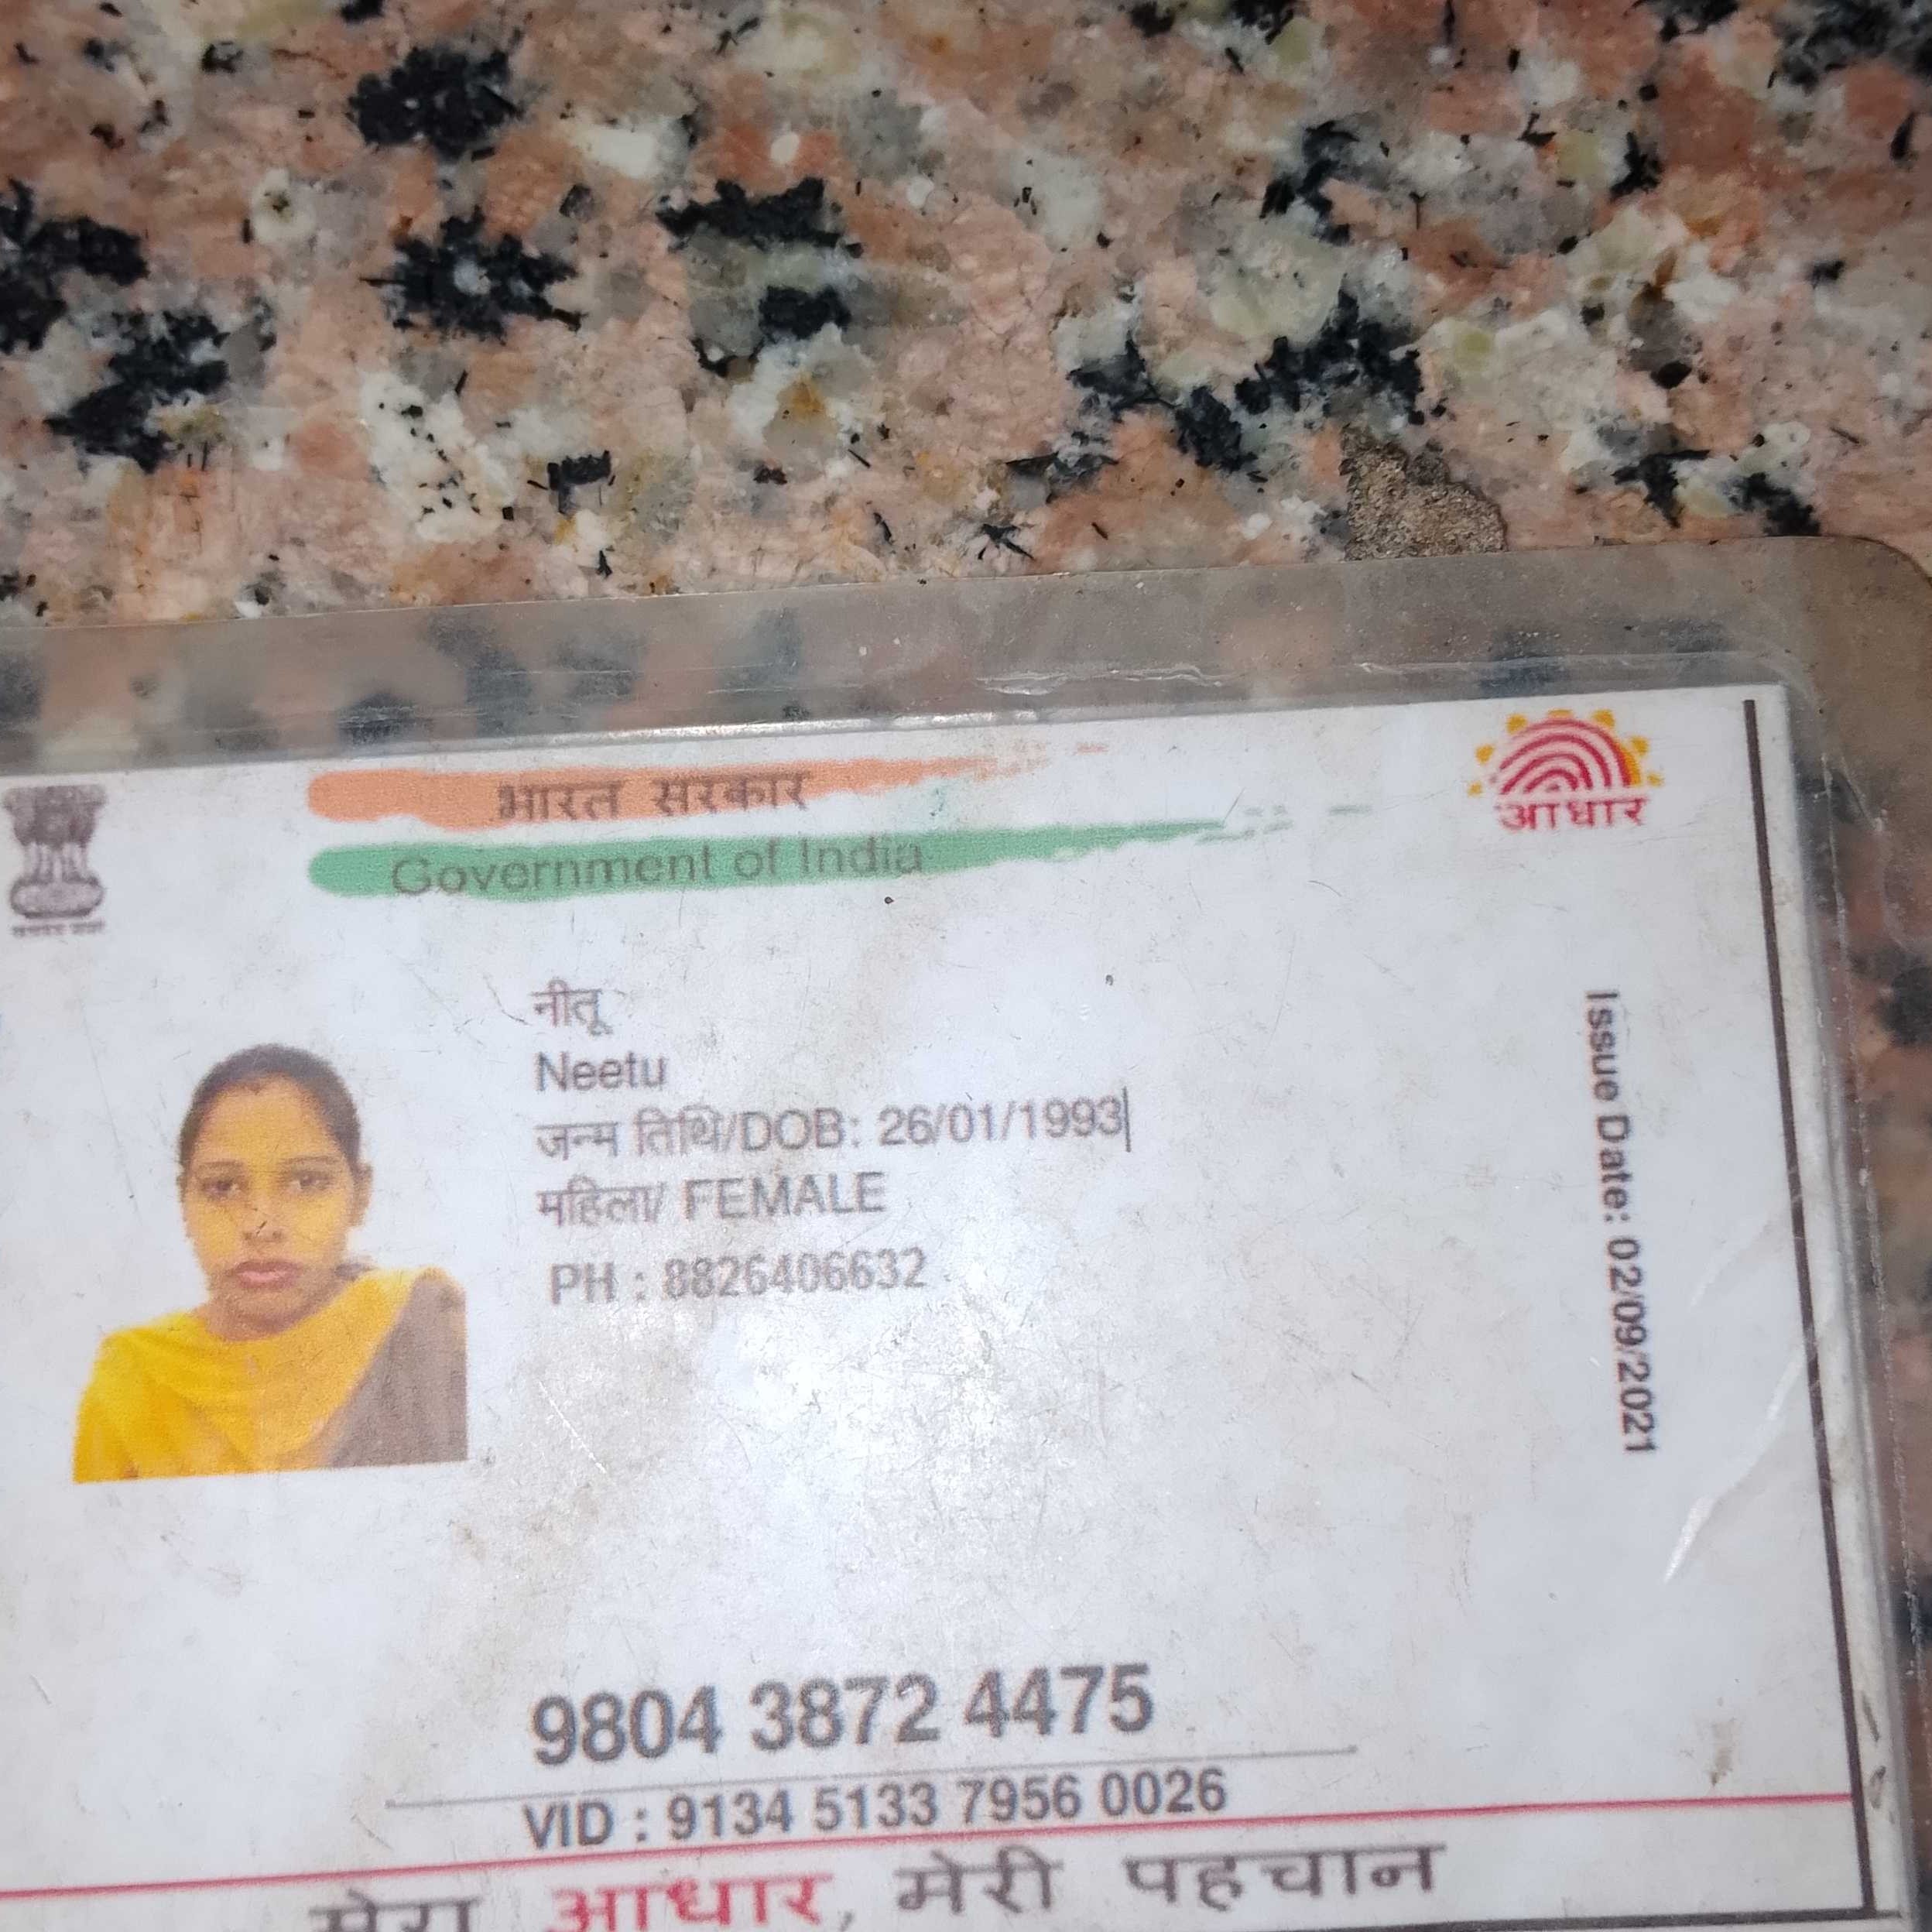 भारत सरकार
Government of India
आधार
नीतू
Neetu
जन्म तिथि/DOB: 26/01/1993
महिला/ FEMALE
PH : 8826406632
Issue Date: 02/09/2021
9804 3872 4475
VID : 9134 5133 7956 0026
मेरा आधार, मेरी पहचान